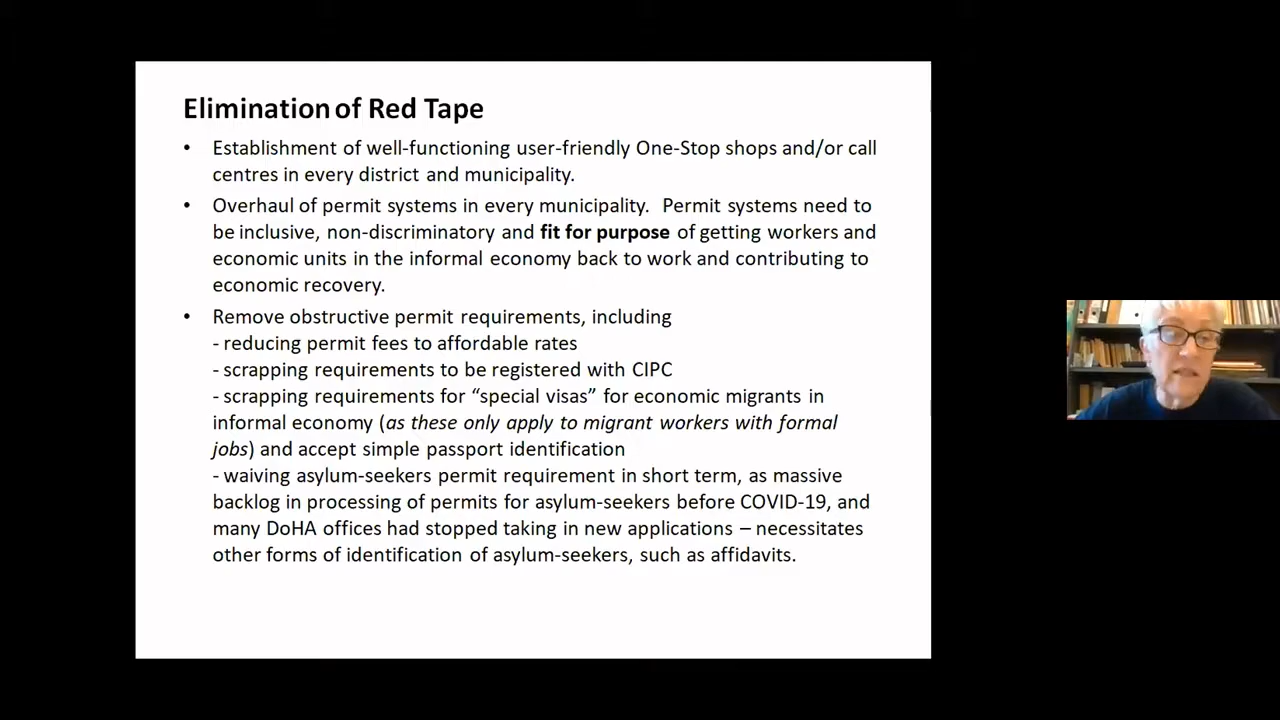 Elimination of Red Tape
• Establishment of well-functioning user-friendly One-Stop shops and/or call
centres in every district and municipality.
• Overhaul of permit systems in every municipality. Permit systems need to
be inclusive, non-discriminatory and fit for purpose of getting workers and
economic units in the informal economy back to work and contributing to
economic recovery.
• Remove obstructive permit requirements, including
- reducing permit fees to affordable rates
- scrapping requirements to be registered with CIPC
- scrapping requirements for “special visas” for economic migrants in
informal economy (as these only apply to migrant workers with formal
jobs) and accept simple passport identification
- waiving asylum-seekers permit requirement in short term, as massive
backlog in processing of permits for asylum-seekers before COVID-19, and
many DoHA offices had stopped taking in new applications – necessitates
other forms of identification of asylum-seekers, such as affidavits.